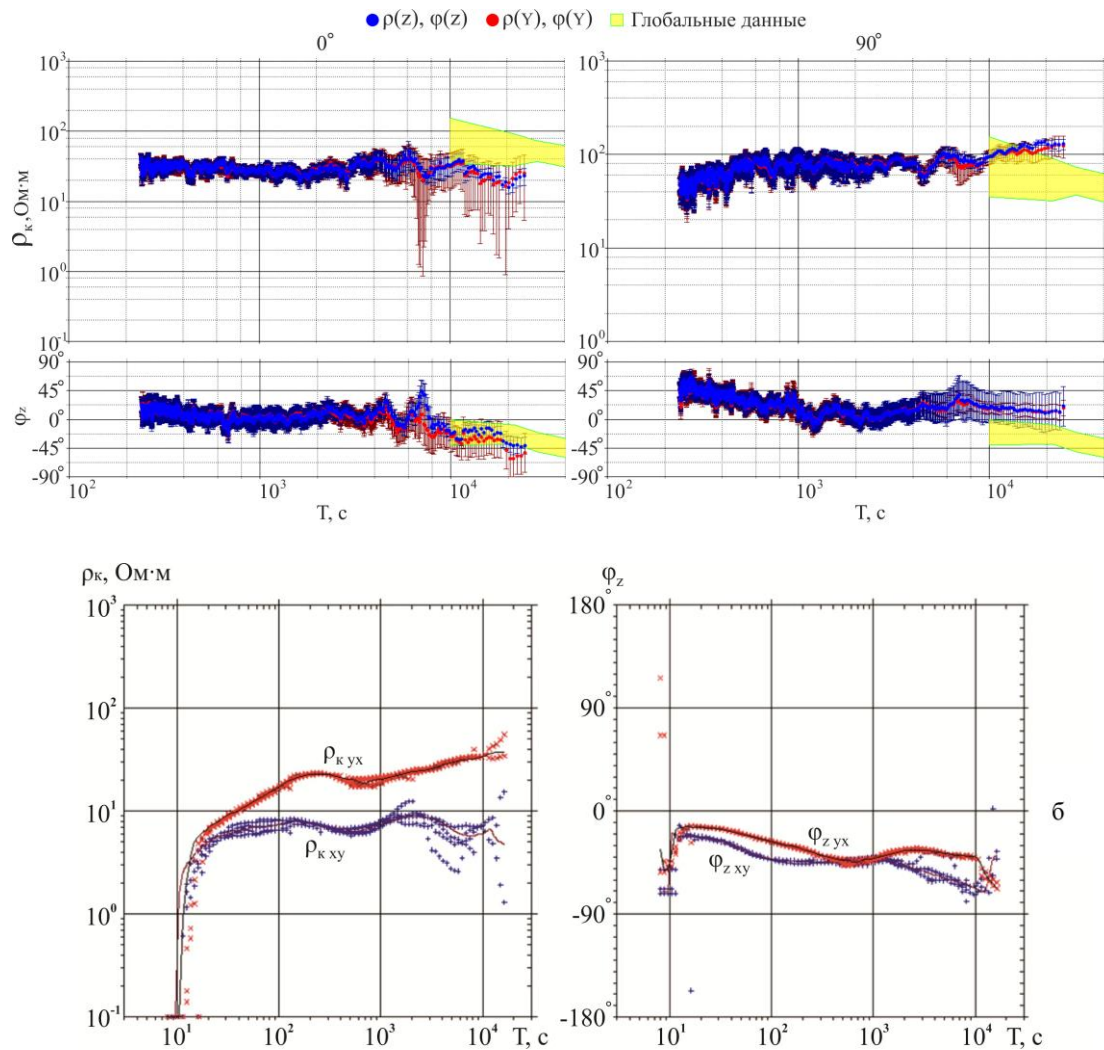 ρ(z), φ(z) ρ(Y), φ(Y) Глобальные данные
0° 90°
10³ 10³
10² 10²
ρк, Ом·м
10¹ 10¹
10⁰ 10⁰
10⁻¹
90° 90°
45° 45°
φz 0° 0°
-45° -45°
-90° -90°
10² 10³ 10⁴ 10² 10³ 10⁴
T, с T, с
ρк, Ом·м φz
10³ 180°
10² 90°
ρк yx
10¹ 0° б
ρк xy φz yx
φz xy
10⁰ -90°
10⁻¹ -180°
10¹ 10² 10³ 10⁴ T, с 10¹ 10² 10³ 10⁴ T, с